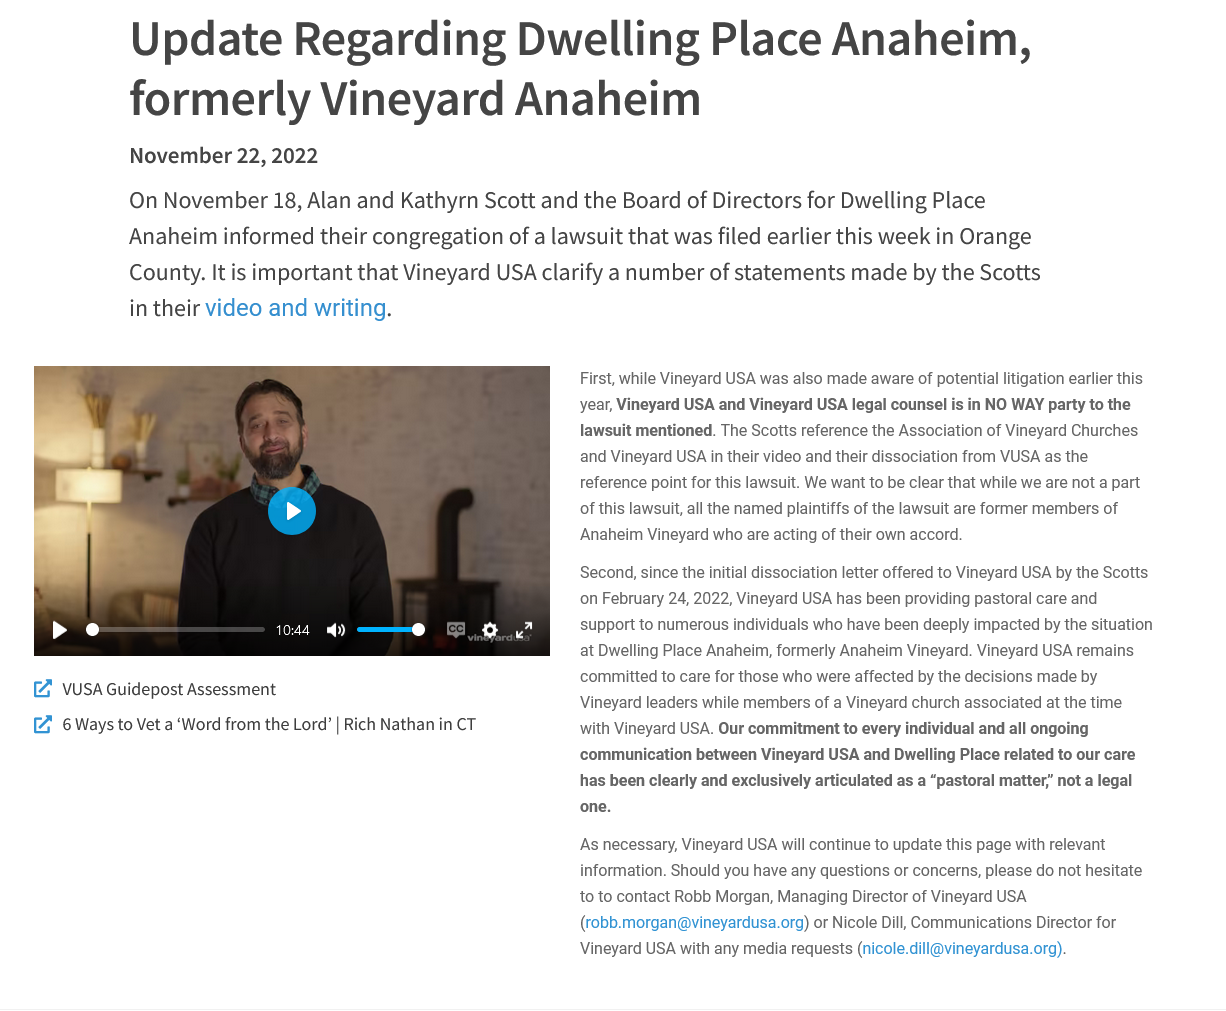 Update Regarding Dwelling Place Anaheim,
formerly Vineyard Anaheim
November 22, 2022
On November 18, Alan and Kathyrn Scott and the Board of Directors for Dwelling Place
Anaheim informed their congregation of a lawsuit that was filed earlier this week in Orange
County. It is important that Vineyard USA clarify a number of statements made by the Scotts
in their video and writing.
10:44
CC
vineyardusa
VUSA Guidepost Assessment
6 Ways to Vet a ‘Word from the Lord’ | Rich Nathan in CT
First, while Vineyard USA was also made aware of potential litigation earlier this
year, Vineyard USA and Vineyard USA legal counsel is in NO WAY party to the
lawsuit mentioned. The Scotts reference the Association of Vineyard Churches
and Vineyard USA in their video and their dissociation from VUSA as the
reference point for this lawsuit. We want to be clear that while we are not a part
of this lawsuit, all the named plaintiffs of the lawsuit are former members of
Anaheim Vineyard who are acting of their own accord.
Second, since the initial dissociation letter offered to Vineyard USA by the Scotts
on February 24, 2022, Vineyard USA has been providing pastoral care and
support to numerous individuals who have been deeply impacted by the situation
at Dwelling Place Anaheim, formerly Anaheim Vineyard. Vineyard USA remains
committed to care for those who were affected by the decisions made by
Vineyard leaders while members of a Vineyard church associated at the time
with Vineyard USA. Our commitment to every individual and all ongoing
communication between Vineyard USA and Dwelling Place related to our care
has been clearly and exclusively articulated as a “pastoral matter,” not a legal
one.
As necessary, Vineyard USA will continue to update this page with relevant
information. Should you have any questions or concerns, please do not hesitate
to to contact Robb Morgan, Managing Director of Vineyard USA
(robb.morgan@vineyardusa.org) or Nicole Dill, Communications Director for
Vineyard USA with any media requests (nicole.dill@vineyardusa.org).